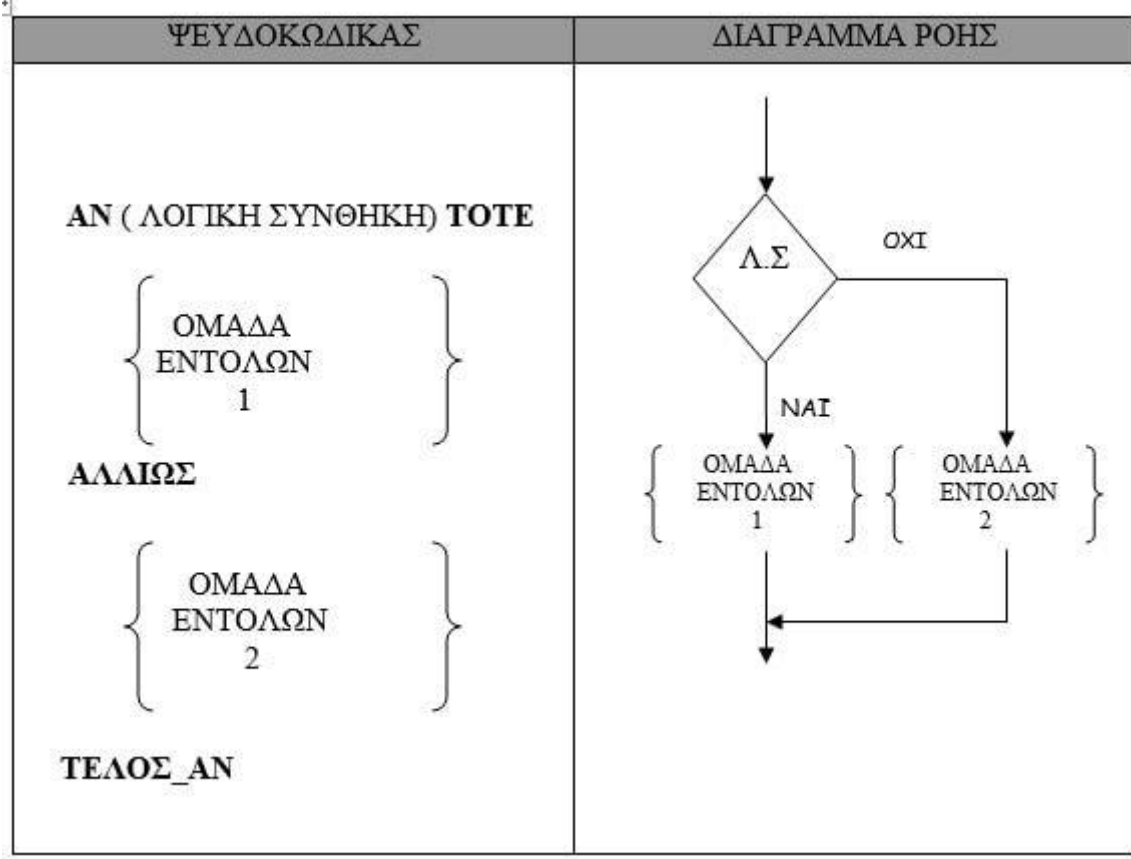 ΨΕΥΔΟΚΩΔΙΚΑΣ
ΑΝ ( ΛΟΓΙΚΗ ΣΥΝΘΗΚΗ) ΤΟΤΕ
ΟΜΑΔΑ
ΕΝΤΟΛΩΝ
1
ΑΛΛΙΩΣ
ΟΜΑΔΑ
ΕΝΤΟΛΩΝ
2
ΤΕΛΟΣ_ΑΝ
ΔΙΑΓΡΑΜΜΑ ΡΟΗΣ
Λ.Σ
ΟΧΙ
ΝΑΙ
ΟΜΑΔΑ
ΕΝΤΟΛΩΝ
1
ΟΜΑΔΑ
ΕΝΤΟΛΩΝ
2